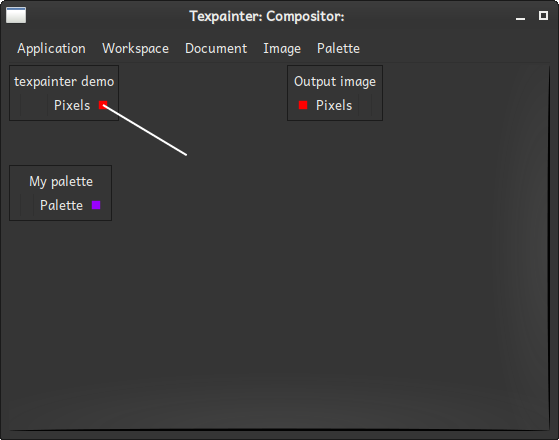 Texpainter: Compositor:
Application Workspace Document Image Palette
texpainter demo
Pixels
Output image
Pixels
My palette
Palette